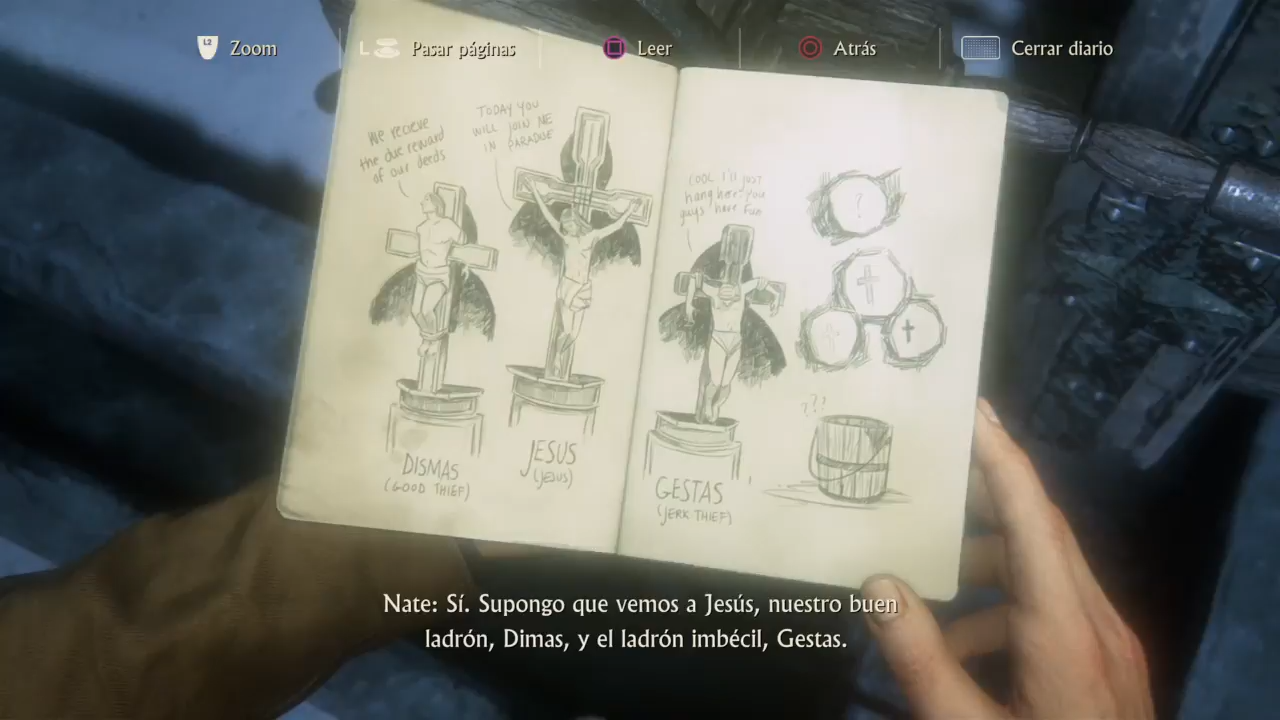 L2
Zoom
L
Pasar páginas
Leer
Atrás
Cerrar diario
We recieve
the due reward
of our deeds
TODAY YOU
WILL JOIN ME
IN PARADISE
COOL I'll just
hang here you
guys have fun
?
DISMAS
(GOOD THIEF)
JESUS
(JESUS)
GESTAS
(JERK THIEF)
???
Nate: Sí. Supongo que vemos a Jesús, nuestro buen
ladrón, Dimas, y el ladrón imbécil, Gestas.